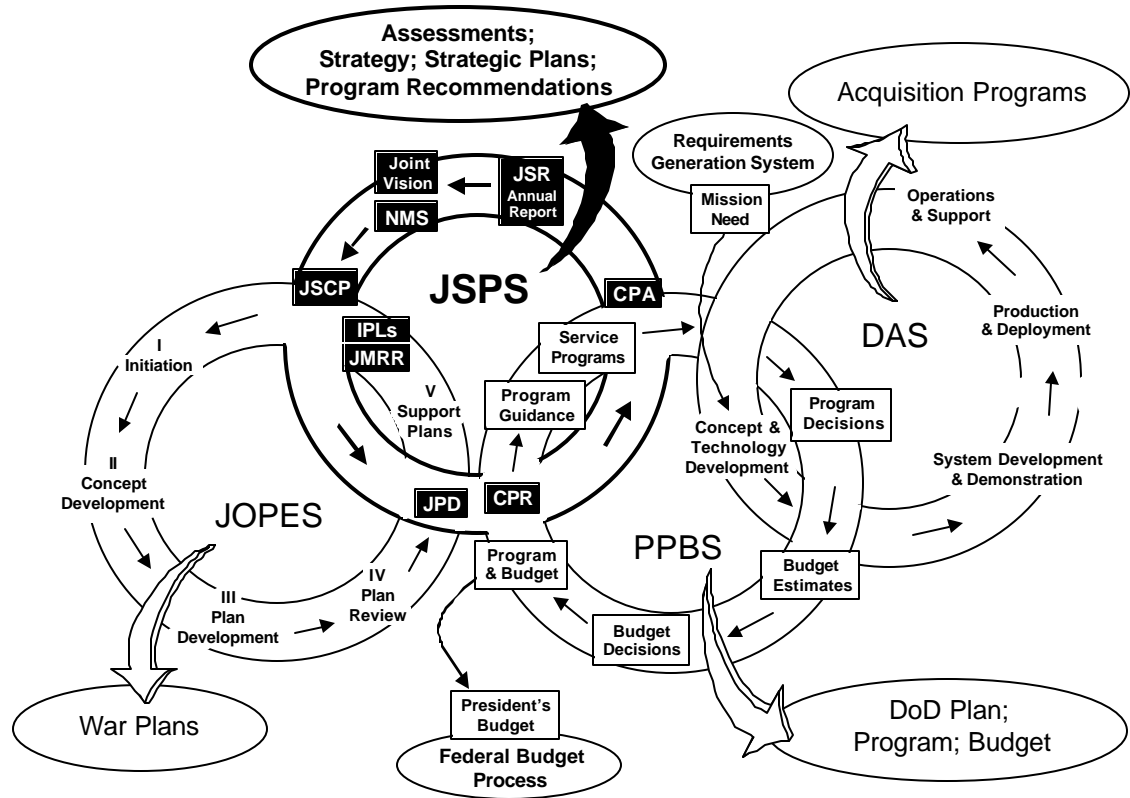 Assessments;
Strategy; Strategic Plans;
Program Recommendations
Acquisition Programs
Requirements
Generation System
Mission
Need
Joint
Vision
JSR
Annual
Report
NMS
Operations
& Support
JSCP
JSPS
CPA
IPLs
JMRR
Service
Programs
Production
& Deployment
DAS
I
Initiation
V
Support
Plans
Program
Guidance
Program
Decisions
Concept &
Technology
Development
System Development
& Demonstration
II
Concept
Development
JOPES
JPD
CPR
PPBS
Program
& Budget
Budget
Estimates
IV
Plan
Review
III
Plan
Development
Budget
Decisions
War Plans
President's
Budget
Federal Budget
Process
DoD Plan;
Program; Budget